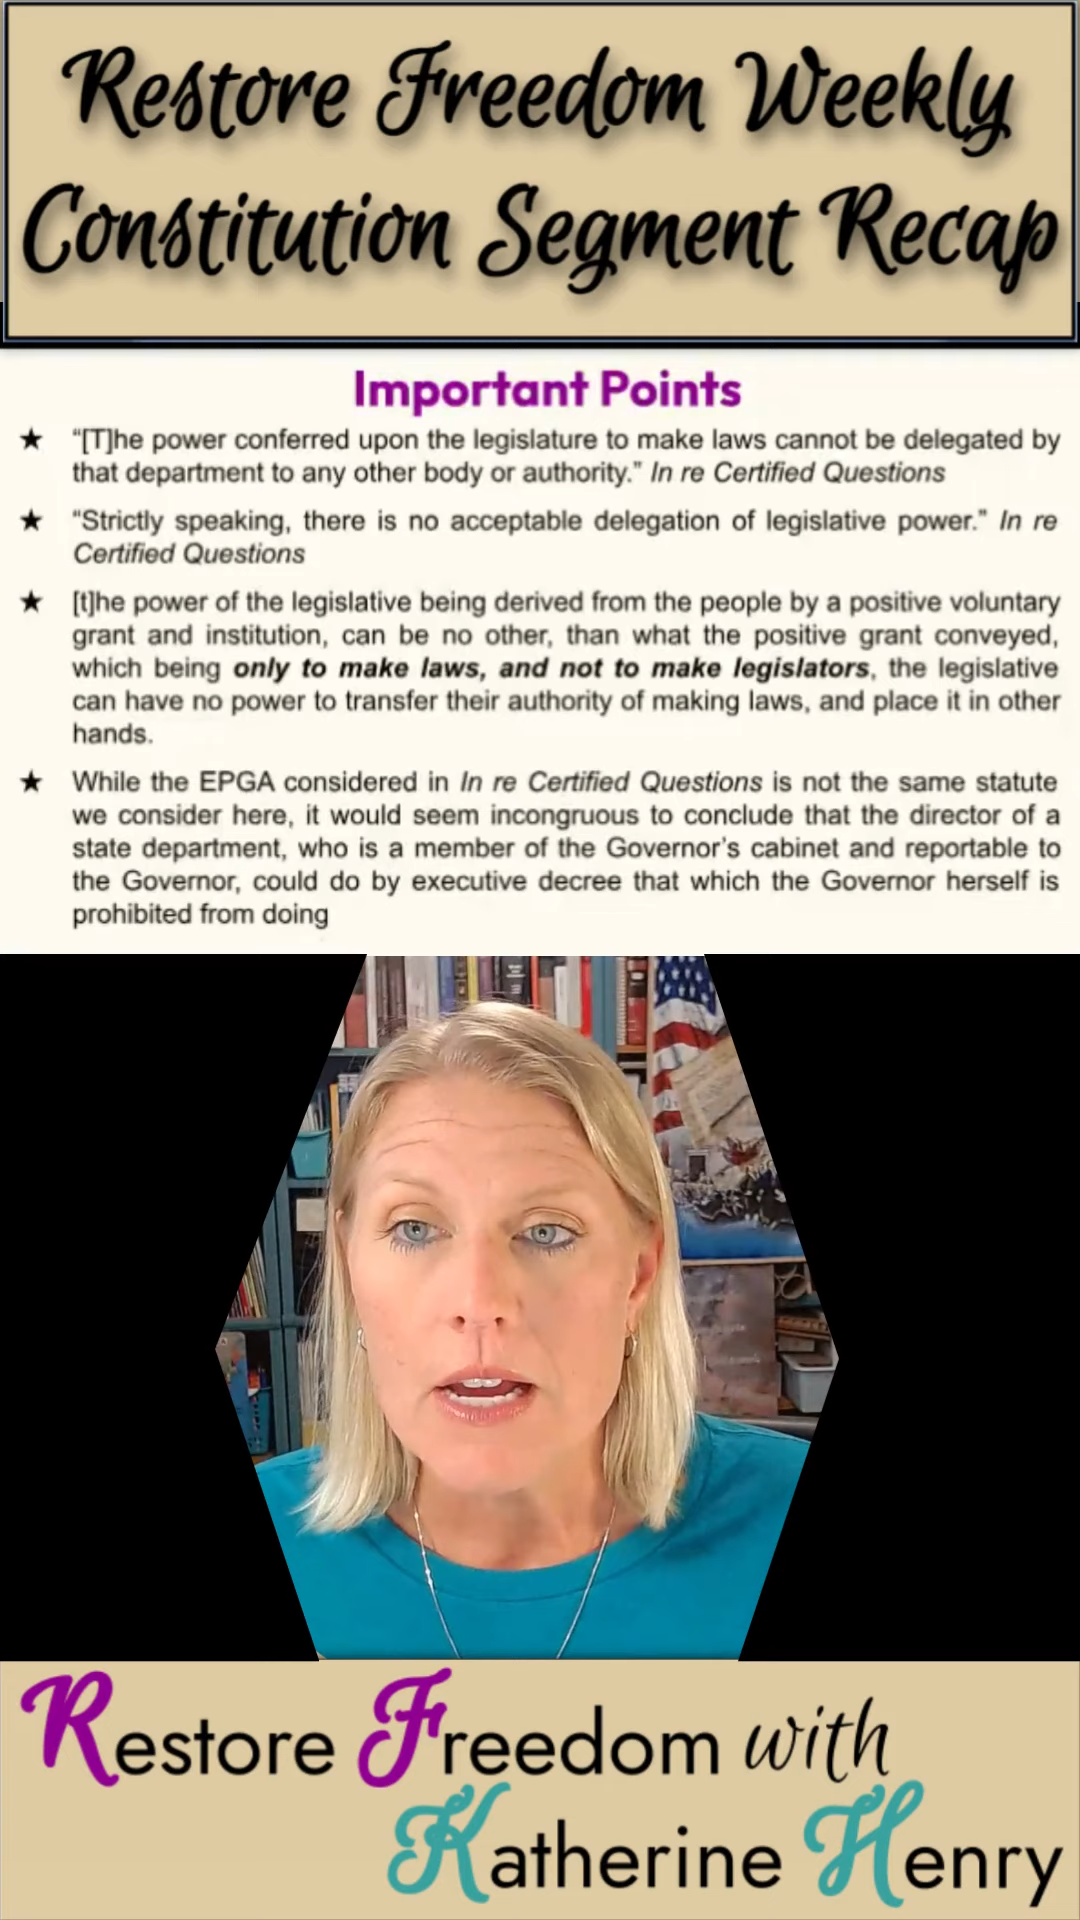 Restore Freedom Weekly
Constitution Segment Recap
Important Points
★ “[T]he power conferred upon the legislature to make laws cannot be delegated by
that department to any other body or authority.” In re Certified Questions
★ “Strictly speaking, there is no acceptable delegation of legislative power.” In re
Certified Questions
★ [t]he power of the legislative being derived from the people by a positive voluntary
grant and institution, can be no other, than what the positive grant conveyed,
which being only to make laws, and not to make legislators, the legislative
can have no power to transfer their authority of making laws, and place it in other
hands.
★ While the EPGA considered in In re Certified Questions is not the same statute
we consider here, it would seem incongruous to conclude that the director of a
state department, who is a member of the Governor’s cabinet and reportable to
the Governor, could do by executive decree that which the Governor herself is
prohibited from doing
Restore Freedom with
Katherine Henry